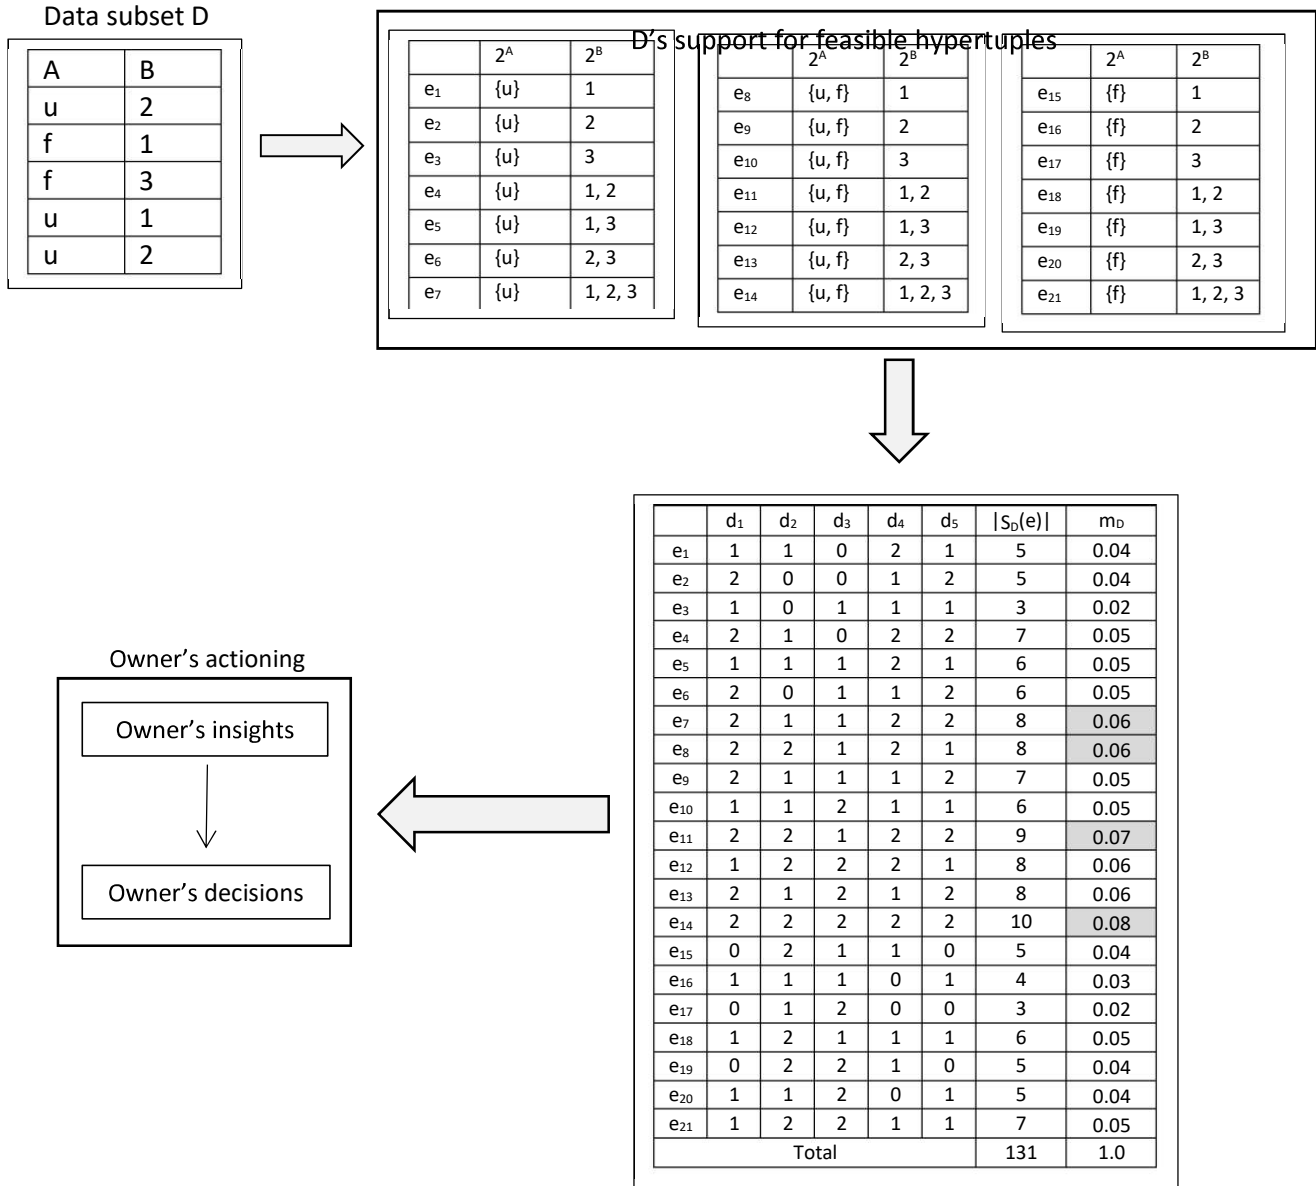 Data subset D
A B
u 2
f 1
f 3
u 1
u 2
D's support for feasible hypertuples
2ᴬ 2ᴮ
e₁ {u} 1
e₂ {u} 2
e₃ {u} 3
e₄ {u} 1, 2
e₅ {u} 1, 3
e₆ {u} 2, 3
e₇ {u} 1, 2, 3
2ᴬ 2ᴮ
e₈ {u, f} 1
e₉ {u, f} 2
e₁₀ {u, f} 3
e₁₁ {u, f} 1, 2
e₁₂ {u, f} 1, 3
e₁₃ {u, f} 2, 3
e₁₄ {u, f} 1, 2, 3
2ᴬ 2ᴮ
e₁₅ {f} 1
e₁₆ {f} 2
e₁₇ {f} 3
e₁₈ {f} 1, 2
e₁₉ {f} 1, 3
e₂₀ {f} 2, 3
e₂₁ {f} 1, 2, 3
d₁ d₂ d₃ d₄ d₅ |S_D(e)| m_D
e₁ 1 1 0 2 1 5 0.04
e₂ 2 0 0 1 2 5 0.04
e₃ 1 0 1 1 1 3 0.02
e₄ 2 1 0 2 2 7 0.05
e₅ 1 1 1 2 1 6 0.05
e₆ 2 0 1 1 2 6 0.05
e₇ 2 1 1 2 2 8 0.06
e₈ 2 2 1 2 1 8 0.06
e₉ 2 1 1 1 2 7 0.05
e₁₀ 1 1 2 1 1 6 0.05
e₁₁ 2 2 1 2 2 9 0.07
e₁₂ 1 2 2 2 1 8 0.06
e₁₃ 2 1 2 1 2 8 0.06
e₁₄ 2 2 2 2 2 10 0.08
e₁₅ 0 2 1 1 0 5 0.04
e₁₆ 1 1 1 0 1 4 0.03
e₁₇ 0 1 2 0 0 3 0.02
e₁₈ 1 2 1 1 1 6 0.05
e₁₉ 0 2 2 1 0 5 0.04
e₂₀ 1 1 2 0 1 5 0.04
e₂₁ 1 2 2 1 1 7 0.05
Total 131 1.0
Owner's actioning
Owner's insights
Owner's decisions